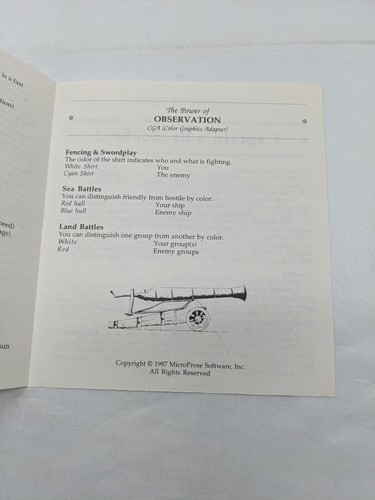 is a fast
The Power of
OBSERVATION
CGA (Color Graphics Adapter)
Fencing & Swordplay
The color of the shirt indicates who and what is fighting.
White Shirt You
Cyan Shirt The enemy
Sea Battles
You can distinguish friendly from hostile by color.
Red hull Your ship
Blue hull Enemy ship
Land Battles
You can distinguish one group from another by color.
White Your group(s)
Red Enemy groups
Copyright © 1987 MicroProse Software, Inc.
All Rights Reserved